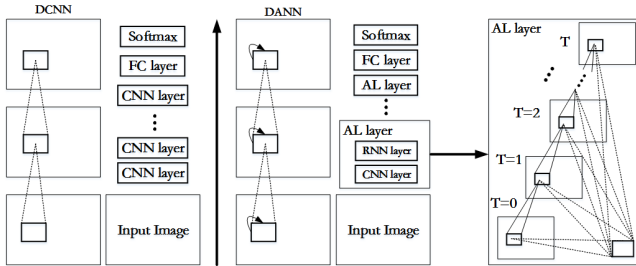 DCNN
Softmax
FC layer
CNN layer
CNN layer
CNN layer
Input Image
DANN
Softmax
FC layer
AL layer
AL layer
RNN layer
CNN layer
Input Image
AL layer
T
T=2
T=1
T=0